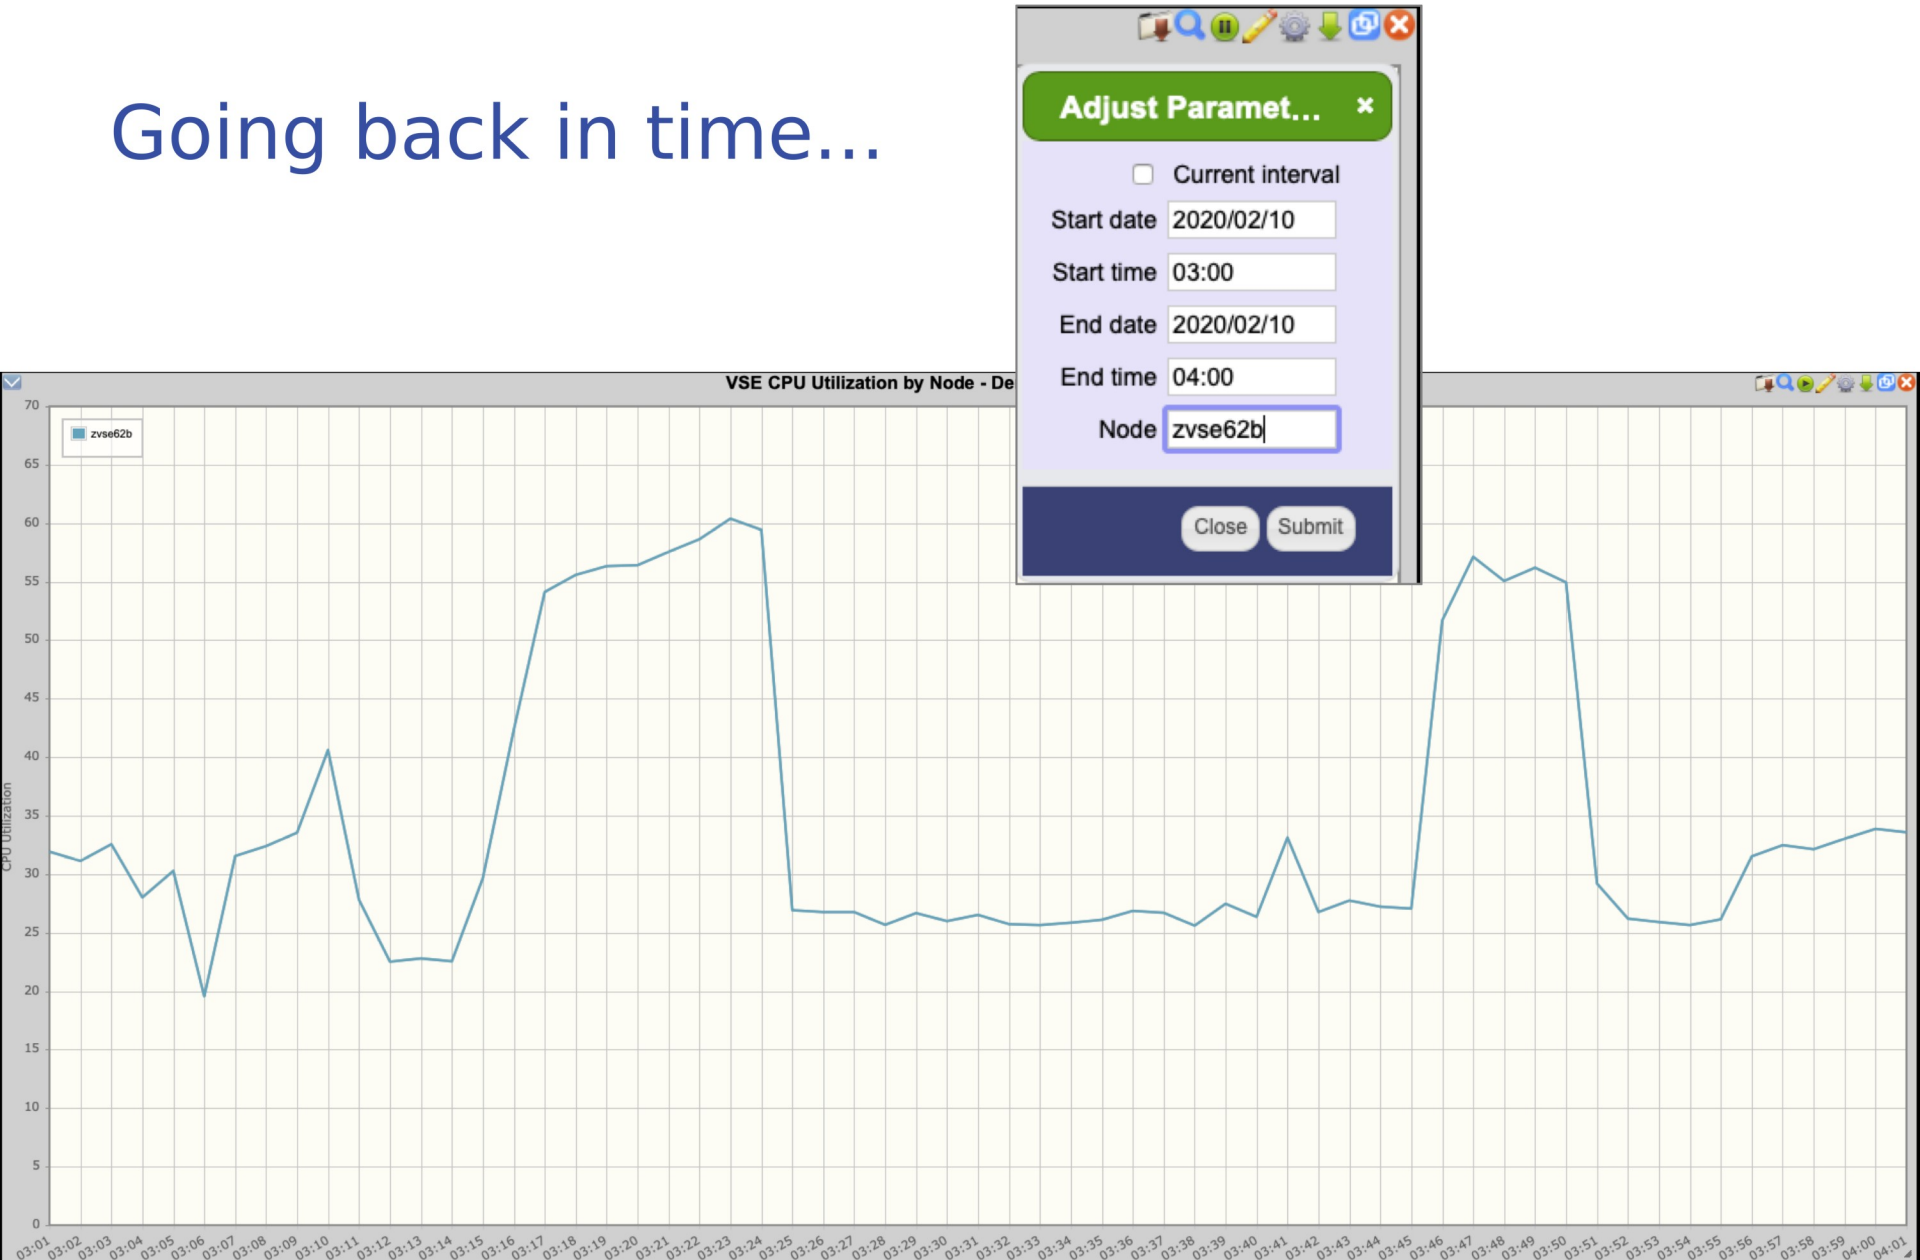 Going back in time...
Adjust Paramet...
Current interval
Start date 2020/02/10
Start time 03:00
End date 2020/02/10
End time 04:00
Node zvse62b
Close Submit
VSE CPU Utilization by Node - De
zvse62b
CPU Utilization
70
65
60
55
50
45
40
35
30
25
20
15
10
5
0
03:01 03:02 03:03 03:04 03:05 03:06 03:07 03:08 03:09 03:10 03:11 03:12 03:13 03:14 03:15 03:16 03:17 03:18 03:19 03:20 03:21 03:22 03:23 03:24 03:25 03:26 03:27 03:28 03:29 03:30 03:31 03:32 03:33 03:34 03:35 03:36 03:37 03:38 03:39 03:40 03:41 03:42 03:43 03:44 03:45 03:46 03:47 03:48 03:49 03:50 03:51 03:52 03:53 03:54 03:55 03:56 03:57 03:58 03:59 04:00 04:01